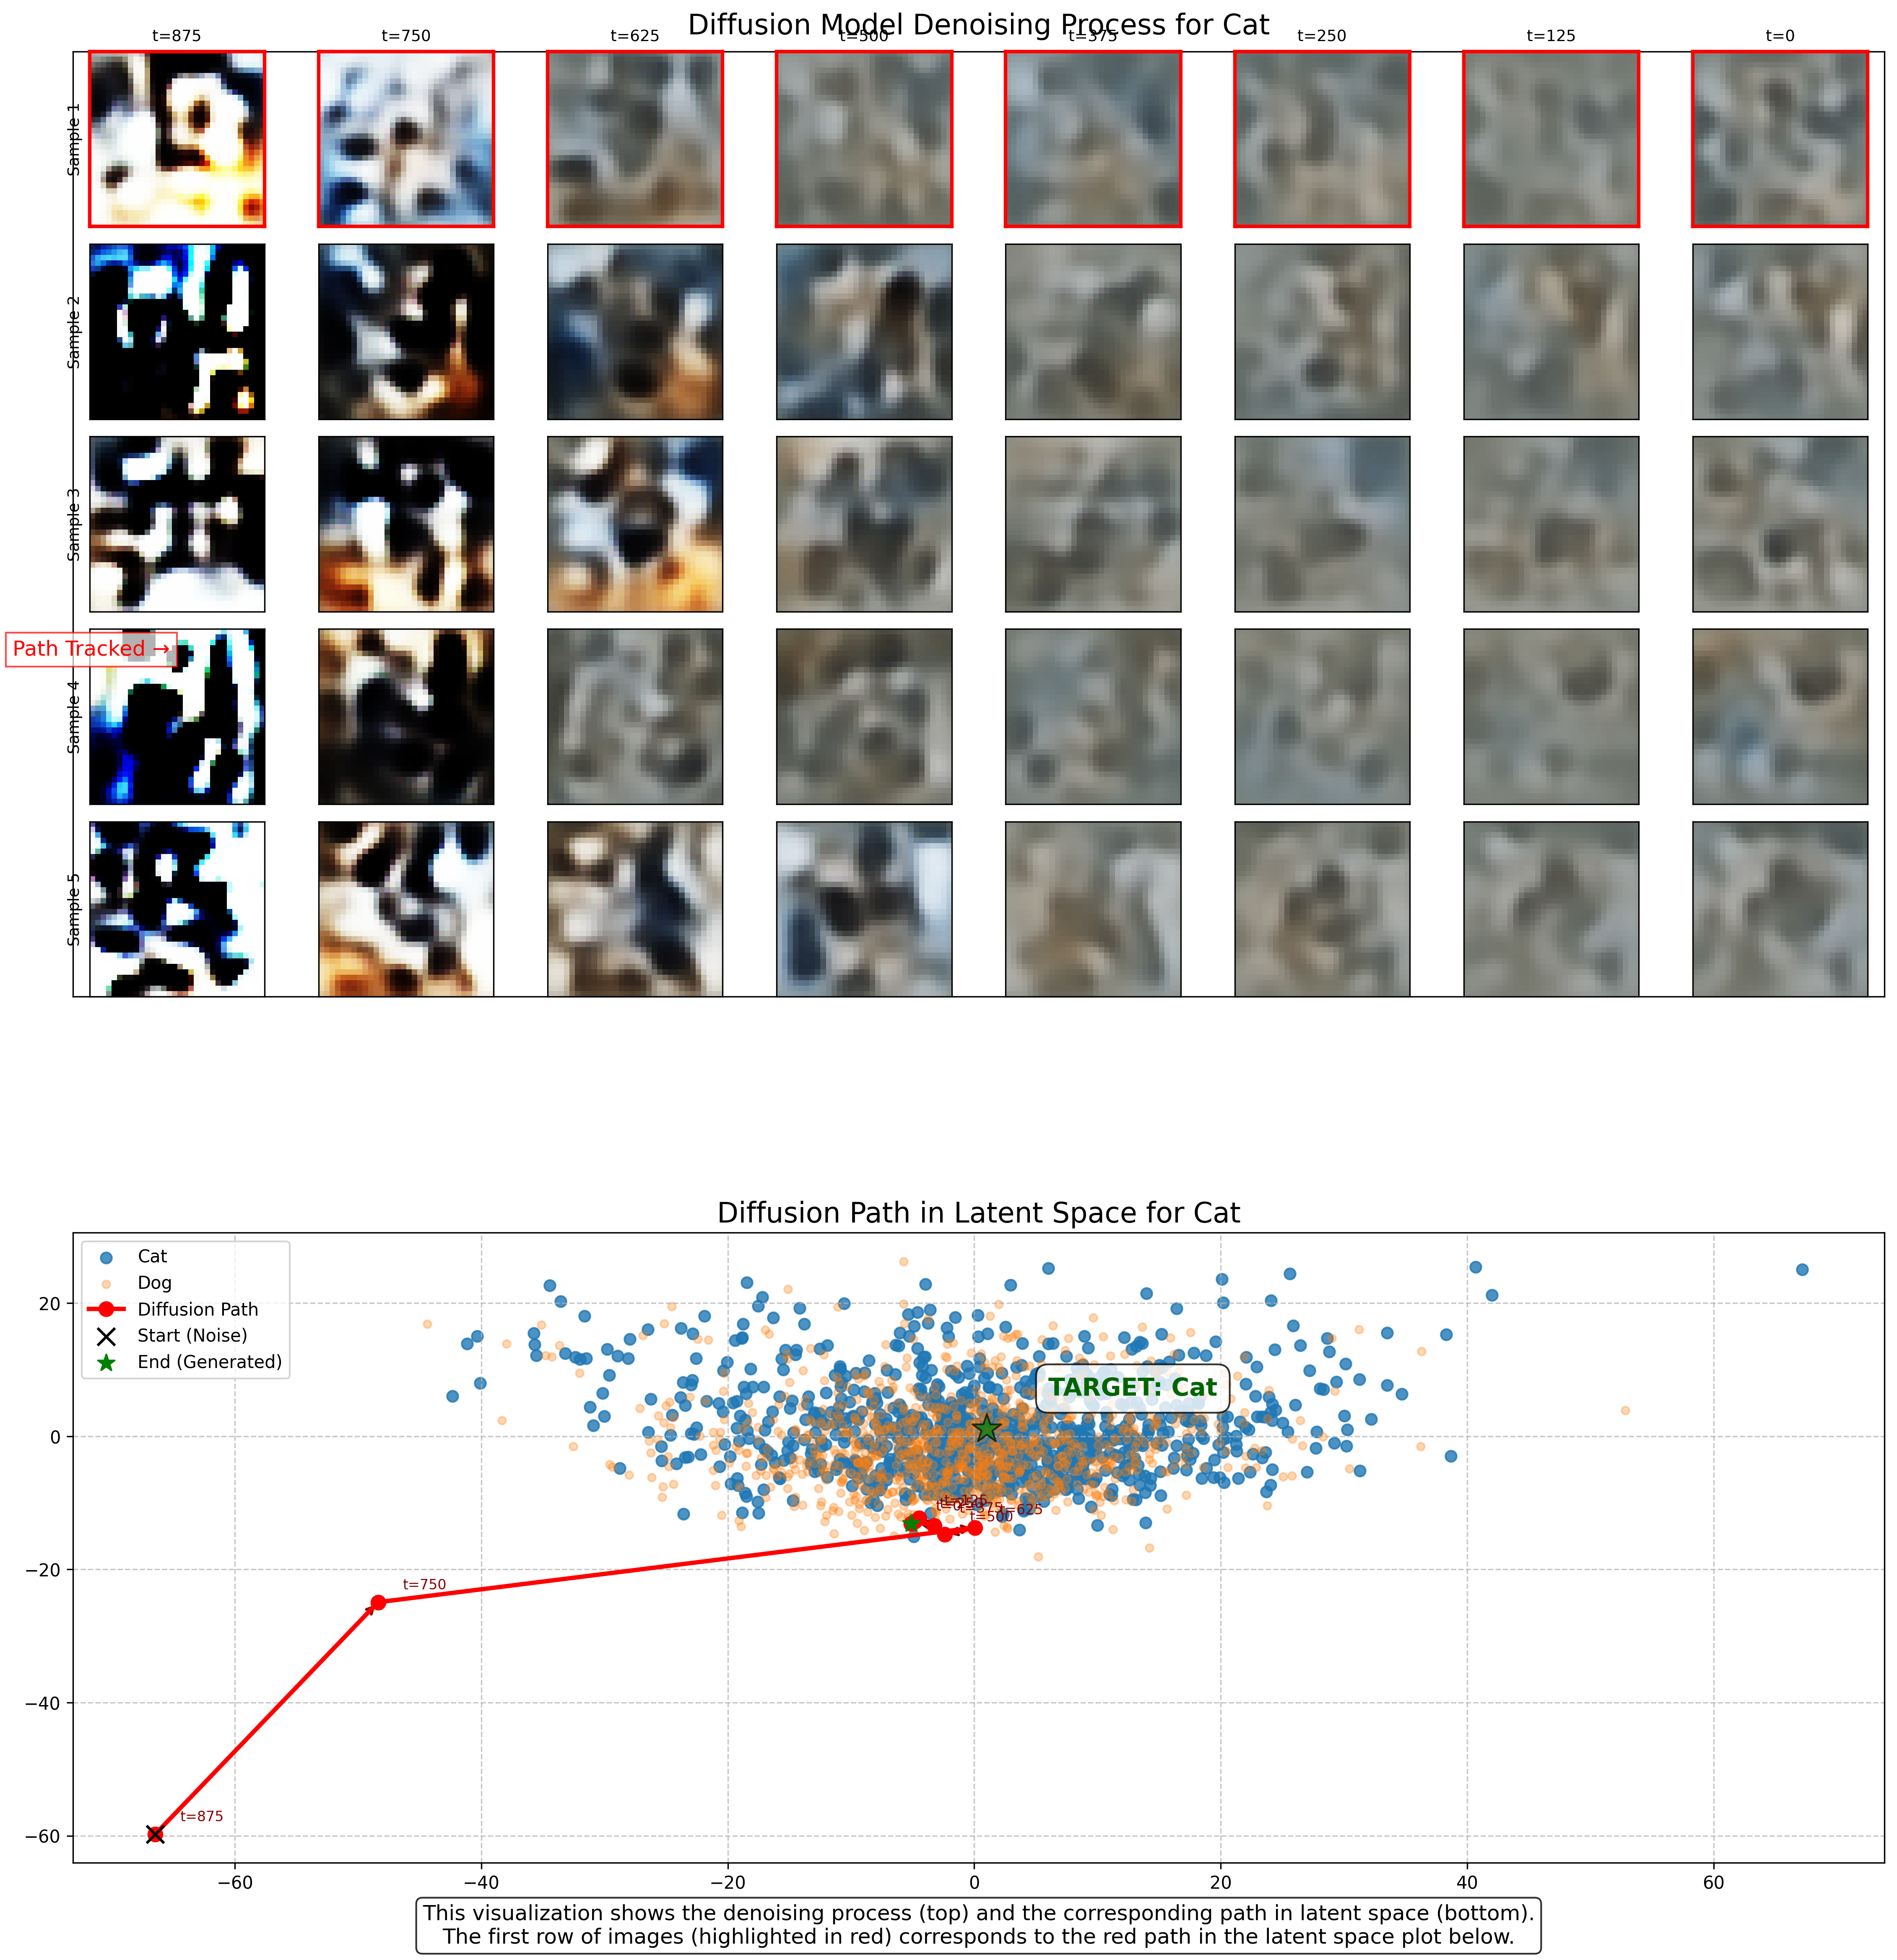 Diffusion Model Denoising Process for Cat
t=875
t=750
t=625
t=500
t=375
t=250
t=125
t=0
Sample 1
Sample 2
Sample 3
Path Tracked →
Sample 4
Sample 5
Diffusion Path in Latent Space for Cat
Cat
Dog
Diffusion Path
Start (Noise)
End (Generated)
TARGET: Cat
t=125
t=375
t=625
t=500
t=750
t=875
20
0
−20
−40
−60
−60
−40
−20
0
20
40
60
This visualization shows the denoising process (top) and the corresponding path in latent space (bottom).
The first row of images (highlighted in red) corresponds to the red path in the latent space plot below.